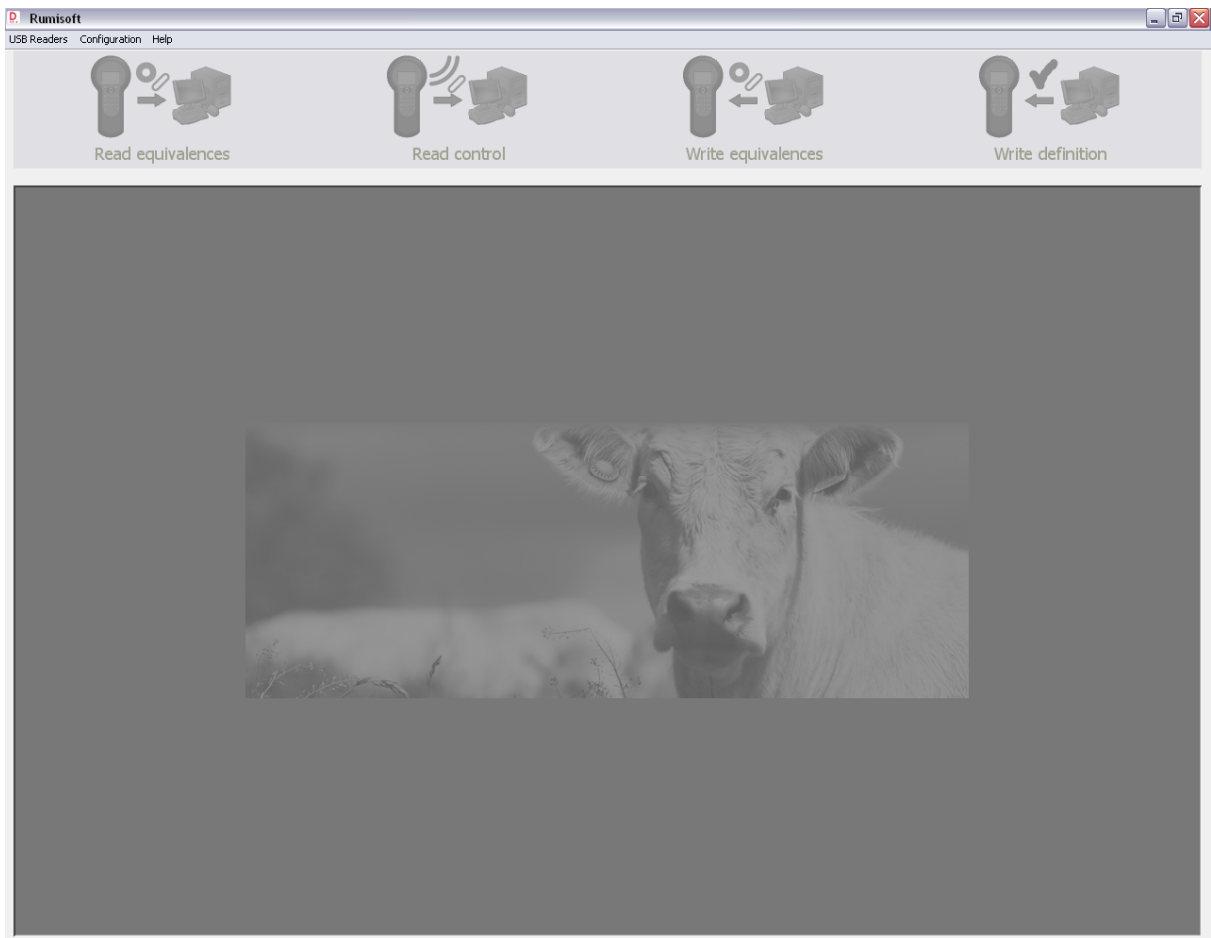 Rumisoft
USB Readers Configuration Help
Read equivalences Read control Write equivalences Write definition